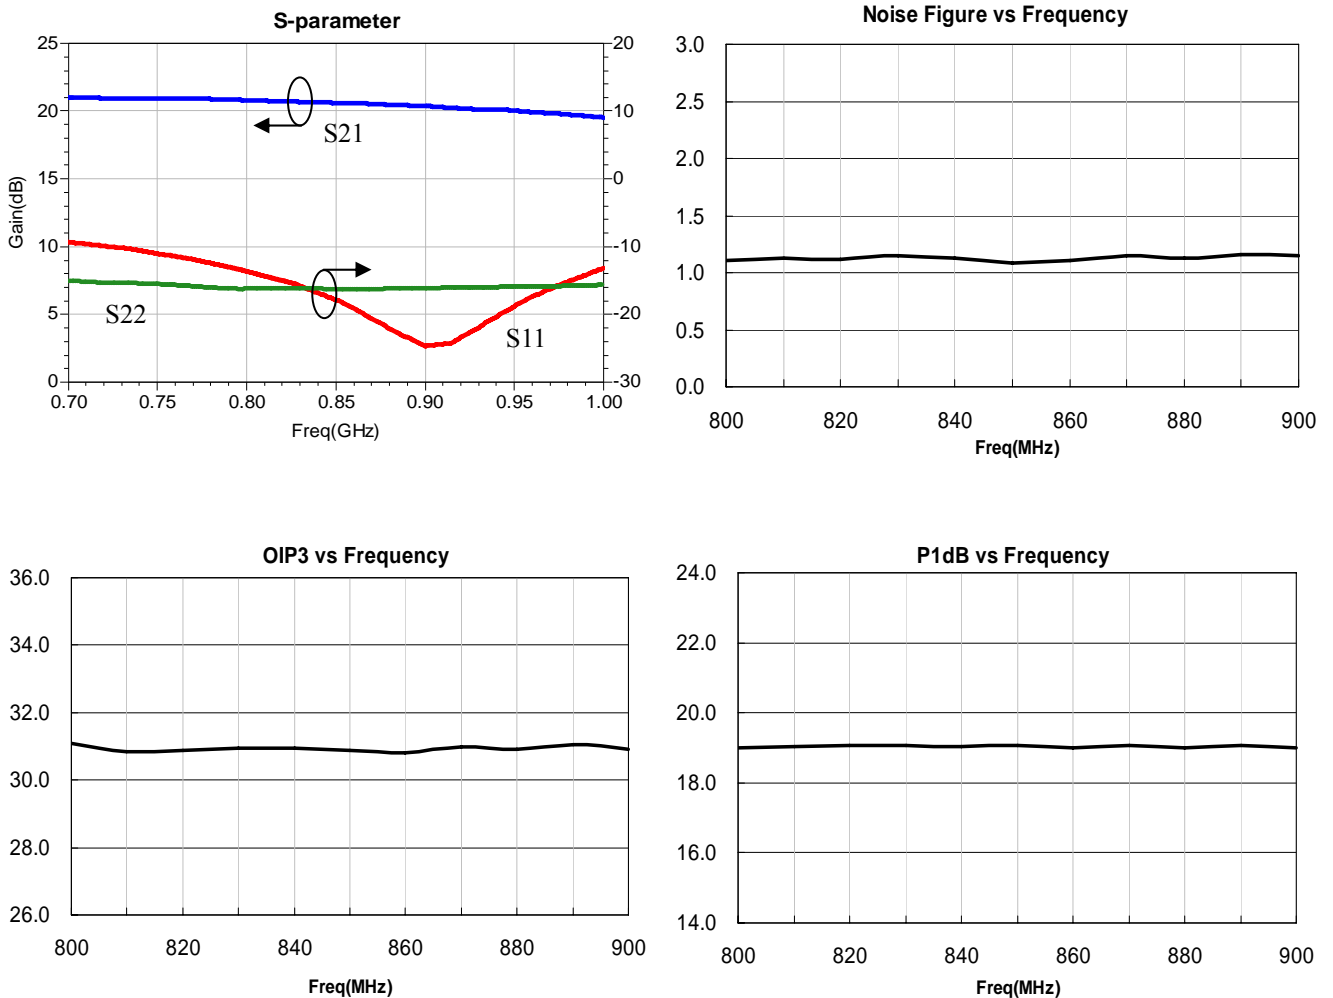 S-parameter
25
20
15
10
5
0
20
10
0
-10
-20
-30
Gain(dB)
S21
S22
S11
0.70 0.75 0.80 0.85 0.90 0.95 1.00
Freq(GHz)
Noise Figure vs Frequency
3.0
2.5
2.0
1.5
1.0
0.5
0.0
800 820 840 860 880 900
Freq(MHz)
OIP3 vs Frequency
36.0
34.0
32.0
30.0
28.0
26.0
800 820 840 860 880 900
Freq(MHz)
P1dB vs Frequency
24.0
22.0
20.0
18.0
16.0
14.0
800 820 840 860 880 900
Freq(MHz)